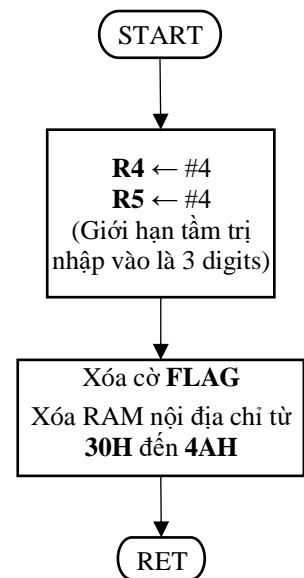 START
R4 ← #4
R5 ← #4
(Giới hạn tầm trị
nhập vào là 3 digits)
Xóa cờ FLAG
Xóa RAM nội địa chỉ từ
30H đến 4AH
RET